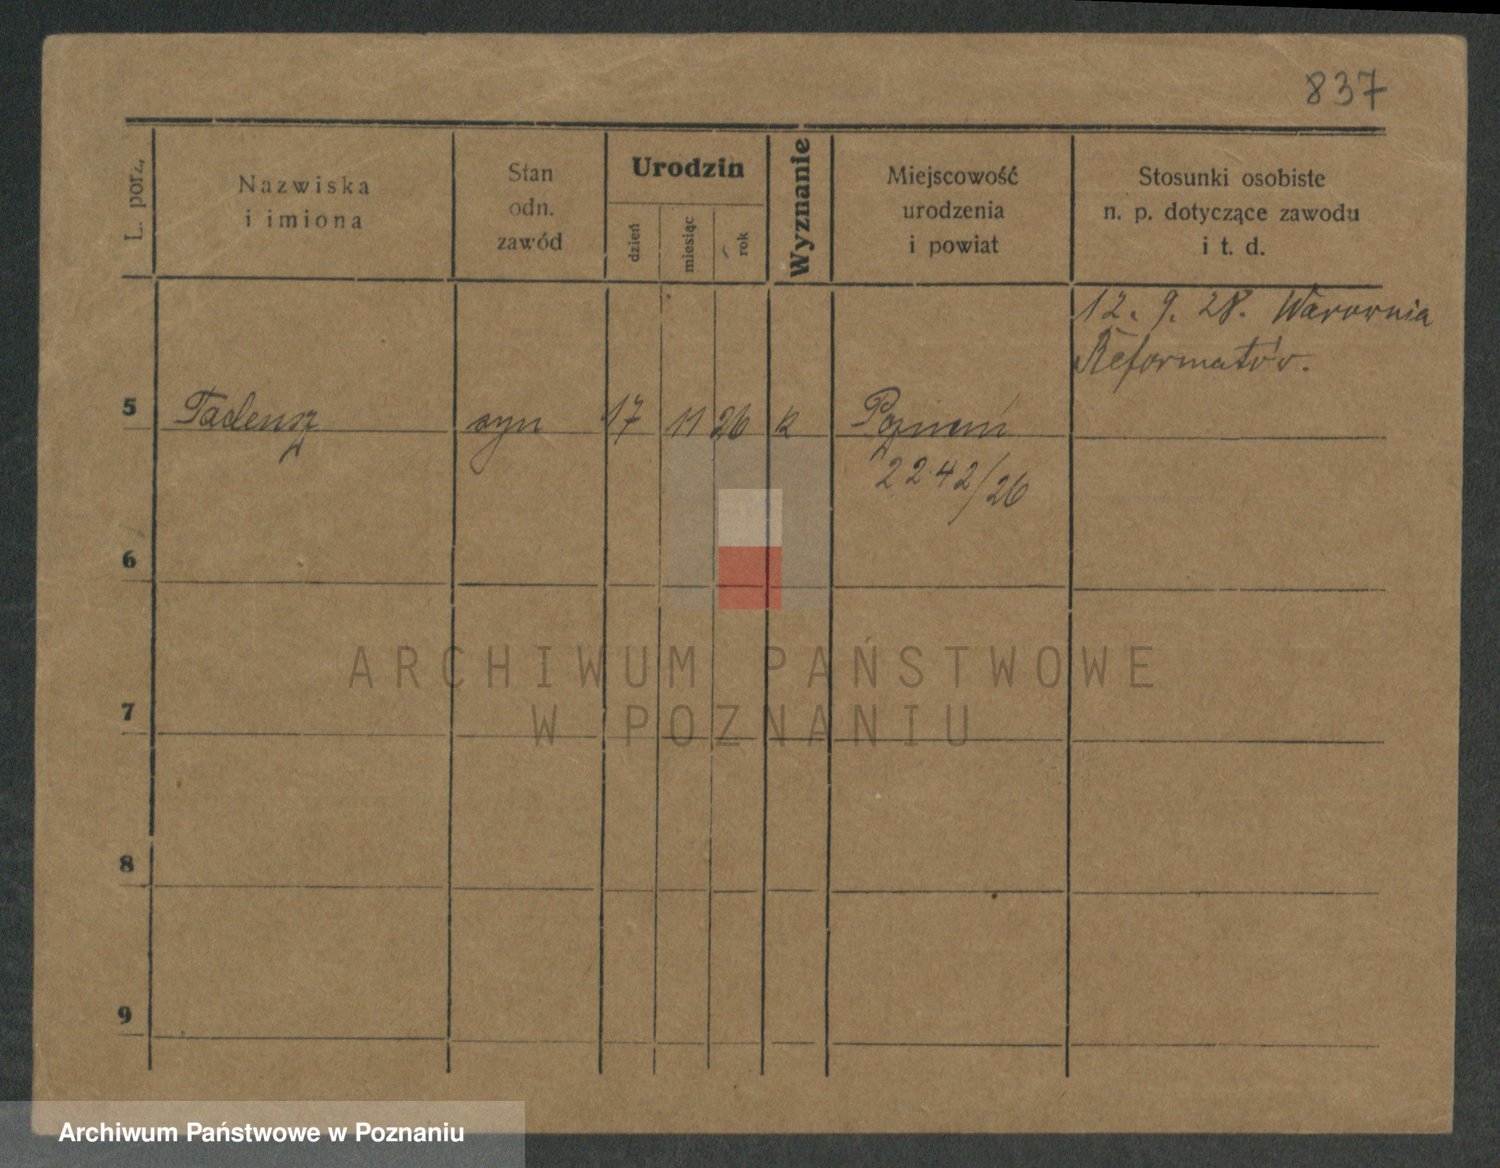 837
L. porz.
Nazwiska
i imiona
Stan
odn.
zawód
Urodzin
dzień
miesiąc
rok
Wyznanie
Miejscowość
urodzenia
i powiat
Stosunki osobiste
n. p. dotyczące zawodu
i t. d.
12. 9. 28. Warownia
Reformatów.
5 Tadeusz syn 17 11 26 k Poznań
2242/26
6
7
8
9
ARCHIWUM PAŃSTWOWE
W POZNANIU
Archiwum Państwowe w Poznaniu